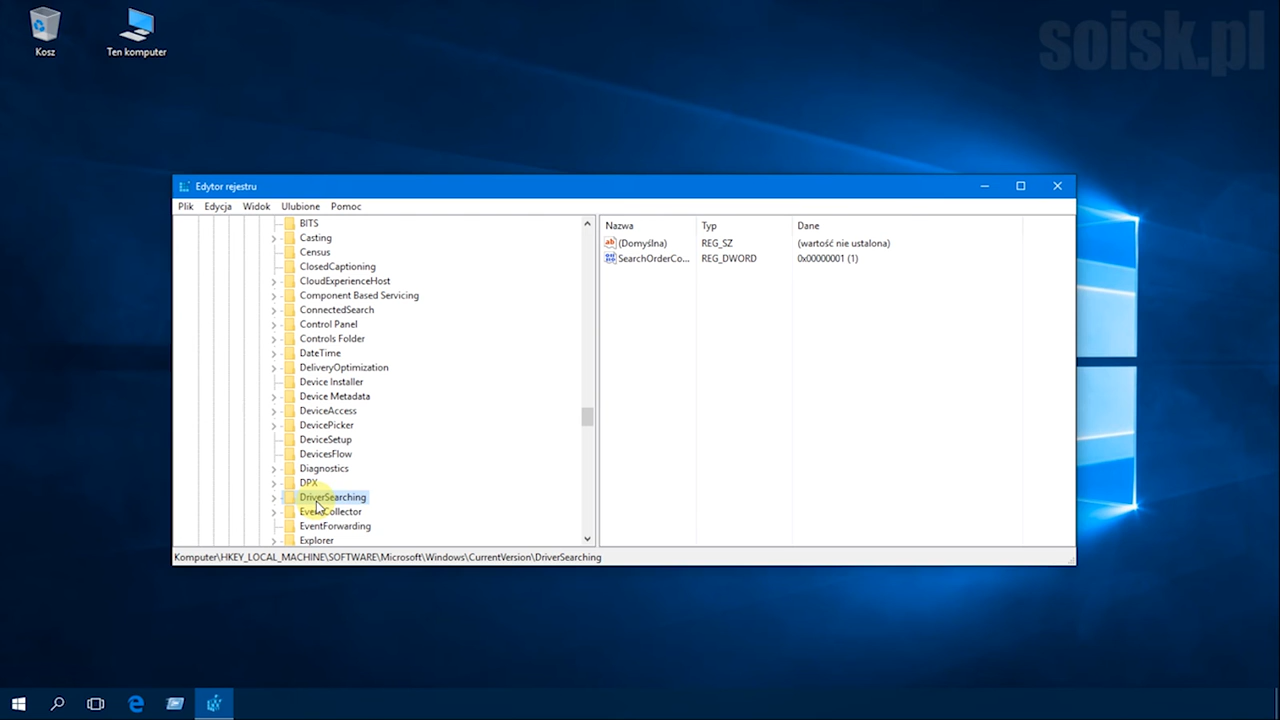 soisk.pl
Kosz
Ten komputer
Edytor rejestru
Plik Edycja Widok Ulubione Pomoc
BITS
Casting
Census
ClosedCaptioning
CloudExperienceHost
Component Based Servicing
ConnectedSearch
Control Panel
Controls Folder
DateTime
DeliveryOptimization
Device Installer
Device Metadata
DeviceAccess
DevicePicker
DeviceSetup
DevicesFlow
Diagnostics
DPX
DriverSearching
EventCollector
EventForwarding
Explorer
Nazwa Typ Dane
(Domyślna) REG_SZ (wartość nie ustalona)
SearchOrderCo... REG_DWORD 0x00000001 (1)
Komputer\HKEY_LOCAL_MACHINE\SOFTWARE\Microsoft\Windows\CurrentVersion\DriverSearching